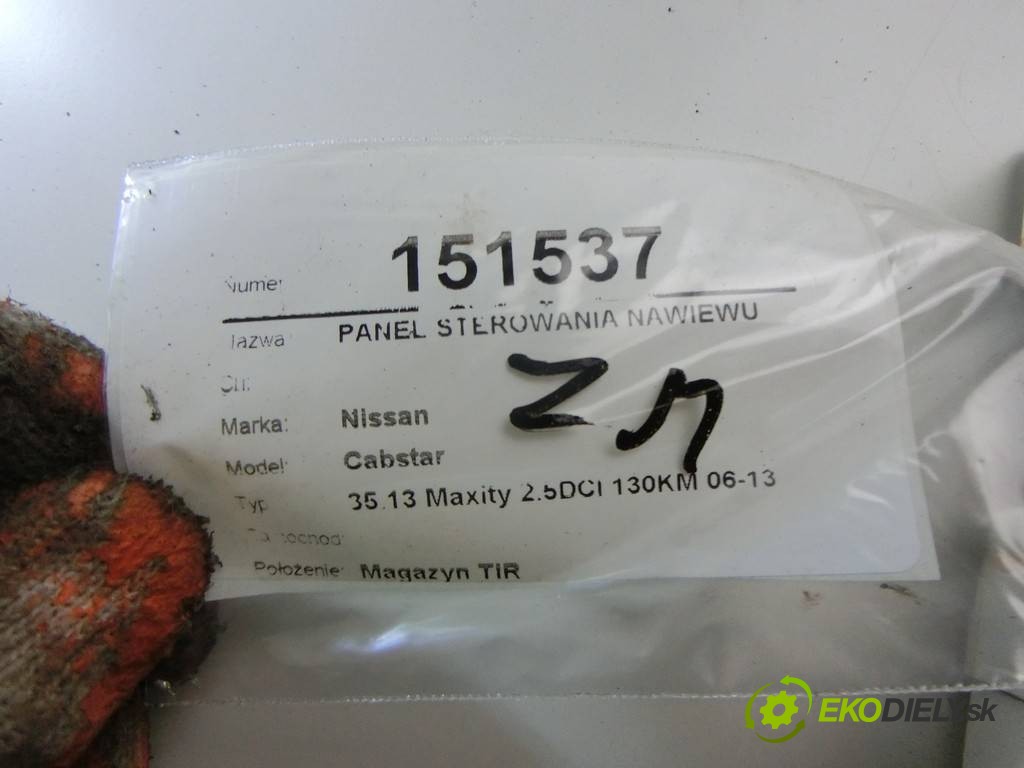 Numer 151537
Nazwa PANEL STEROWANIA NAWIEWU
Marka: Nissan
Model: Cabstar
Typ 35.13 Maxity 2.5DCI 130KM 06-13
Położenie: Magazyn TIR
EKODIELY.sk